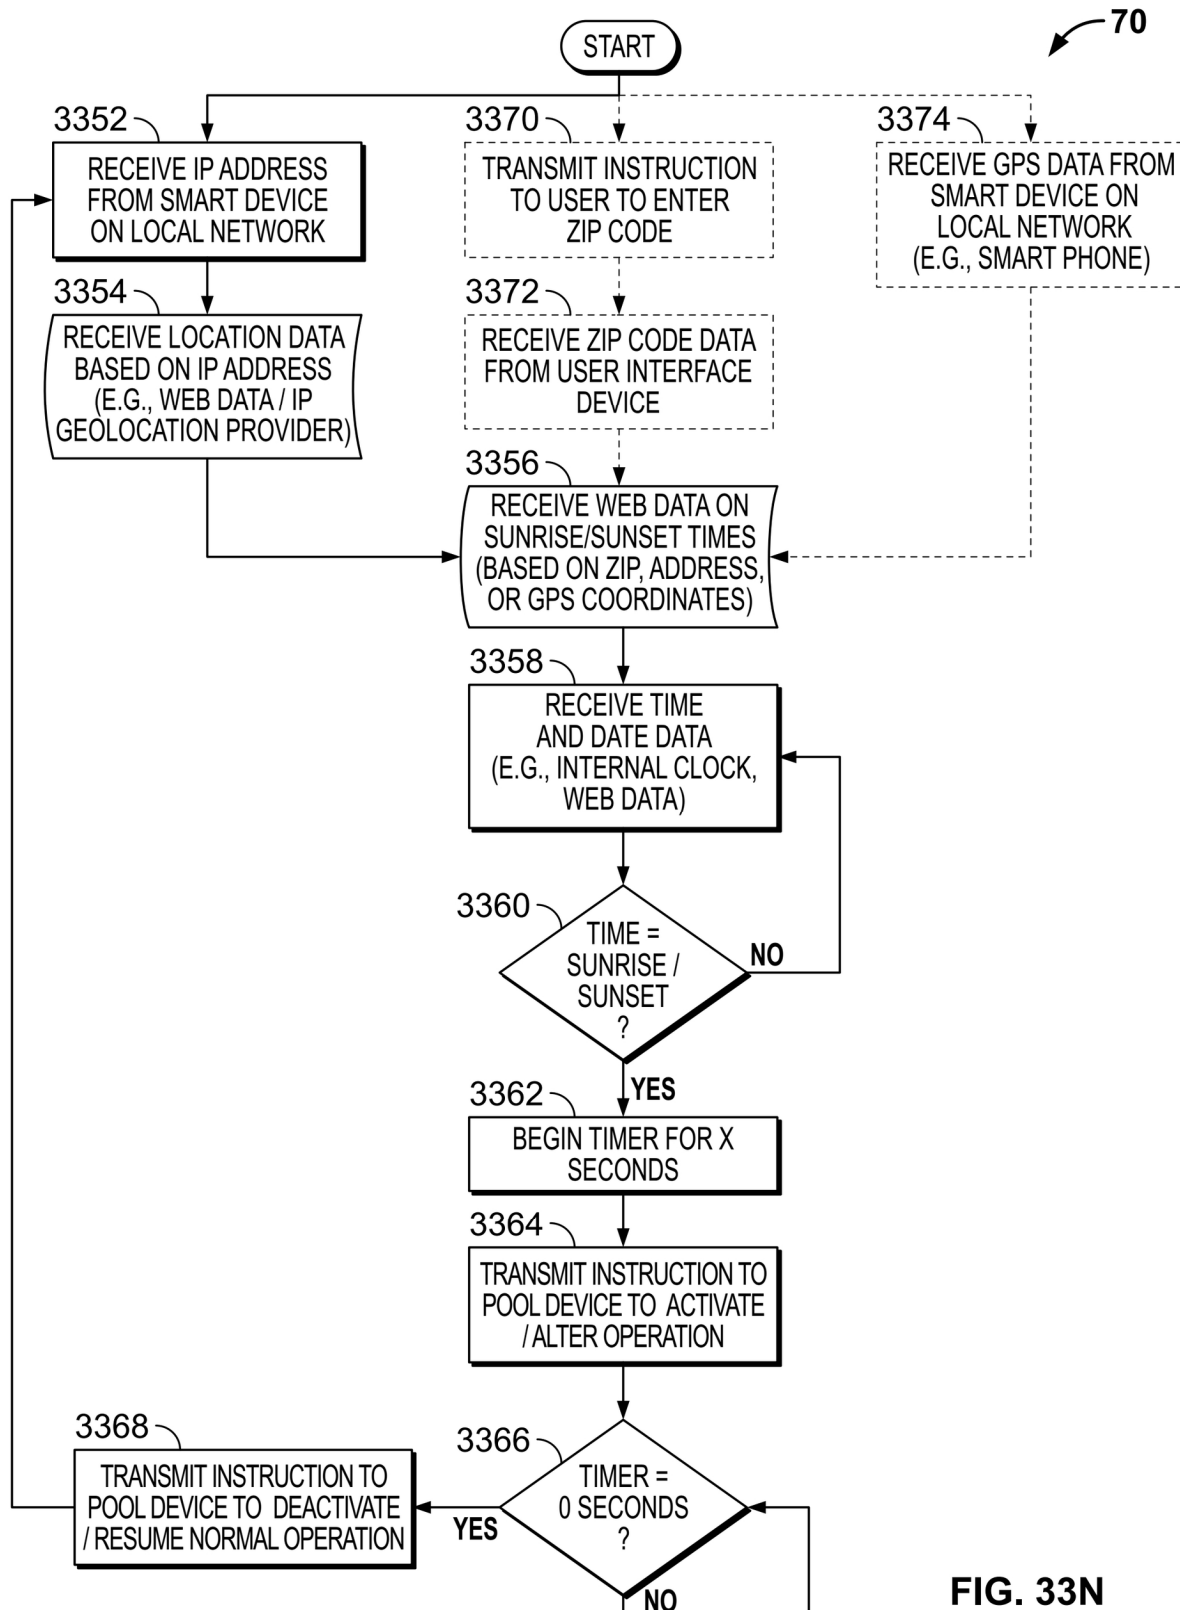 START
70
3352
RECEIVE IP ADDRESS
FROM SMART DEVICE
ON LOCAL NETWORK
3370
TRANSMIT INSTRUCTION
TO USER TO ENTER
ZIP CODE
3374
RECEIVE GPS DATA FROM
SMART DEVICE ON
LOCAL NETWORK
(E.G., SMART PHONE)
3354
RECEIVE LOCATION DATA
BASED ON IP ADDRESS
(E.G., WEB DATA / IP
GEOLOCATION PROVIDER)
3372
RECEIVE ZIP CODE DATA
FROM USER INTERFACE
DEVICE
3356
RECEIVE WEB DATA ON
SUNRISE/SUNSET TIMES
(BASED ON ZIP, ADDRESS,
OR GPS COORDINATES)
3358
RECEIVE TIME
AND DATE DATA
(E.G., INTERNAL CLOCK,
WEB DATA)
3360
TIME =
SUNRISE /
SUNSET
?
NO
YES
3362
BEGIN TIMER FOR X
SECONDS
3364
TRANSMIT INSTRUCTION TO
POOL DEVICE TO ACTIVATE
/ ALTER OPERATION
3366
TIMER =
0 SECONDS
?
YES
NO
3368
TRANSMIT INSTRUCTION TO
POOL DEVICE TO DEACTIVATE
/ RESUME NORMAL OPERATION
FIG. 33N